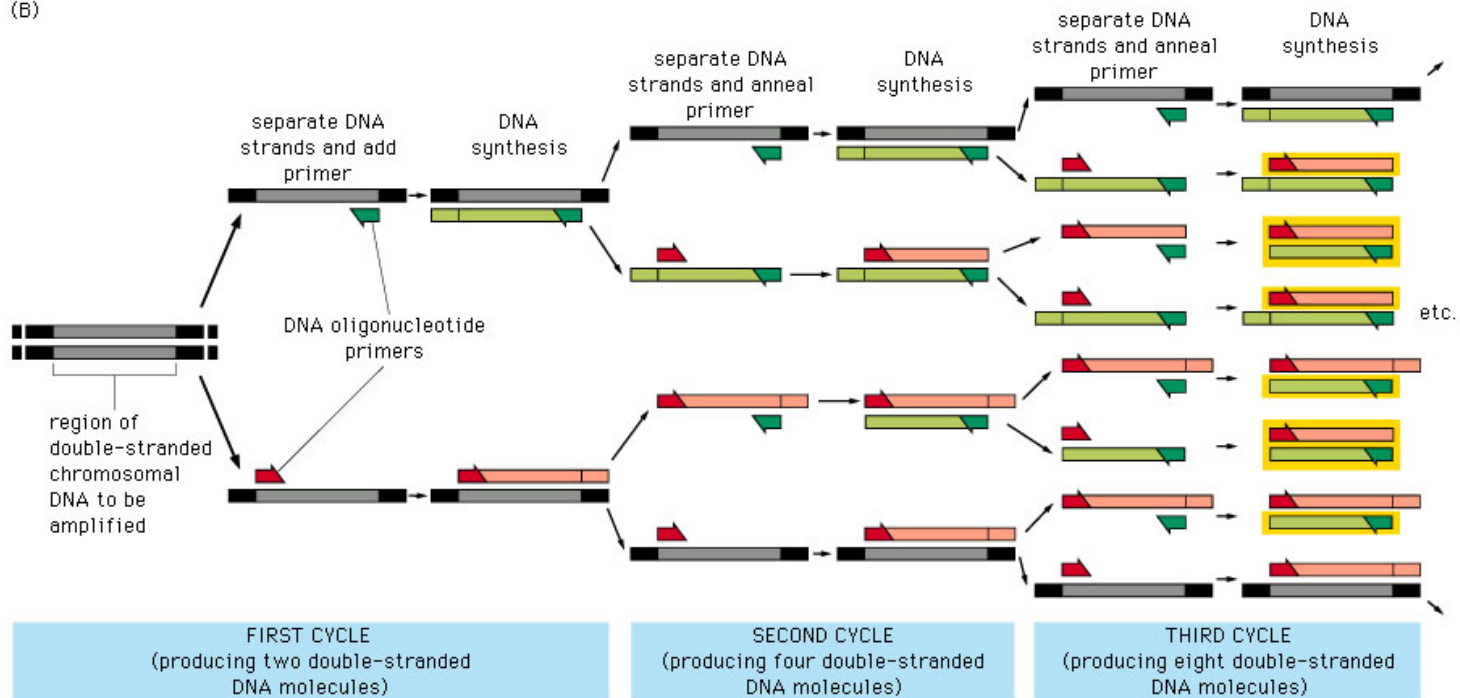 (B)
separate DNA
strands and add
primer
DNA
synthesis
separate DNA
strands and anneal
primer
DNA
synthesis
separate DNA
strands and anneal
primer
DNA
synthesis
DNA oligonucleotide
primers
region of
double-stranded
chromosomal
DNA to be
amplified
etc.
FIRST CYCLE
(producing two double-stranded
DNA molecules)
SECOND CYCLE
(producing four double-stranded
DNA molecules)
THIRD CYCLE
(producing eight double-stranded
DNA molecules)